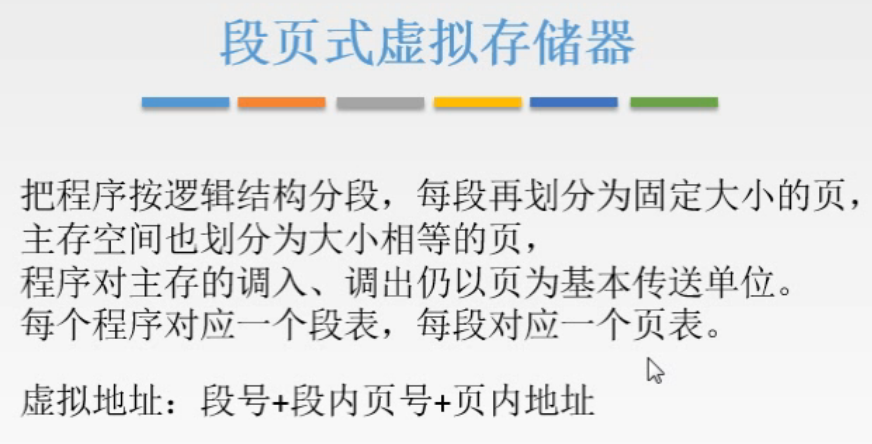 段页式虚拟存储器
把程序按逻辑结构分段，每段再划分为固定大小的页，
主存空间也划分为大小相等的页，
程序对主存的调入、调出仍以页为基本传送单位。
每个程序对应一个段表，每段对应一个页表。
虚拟地址：段号+段内页号+页内地址